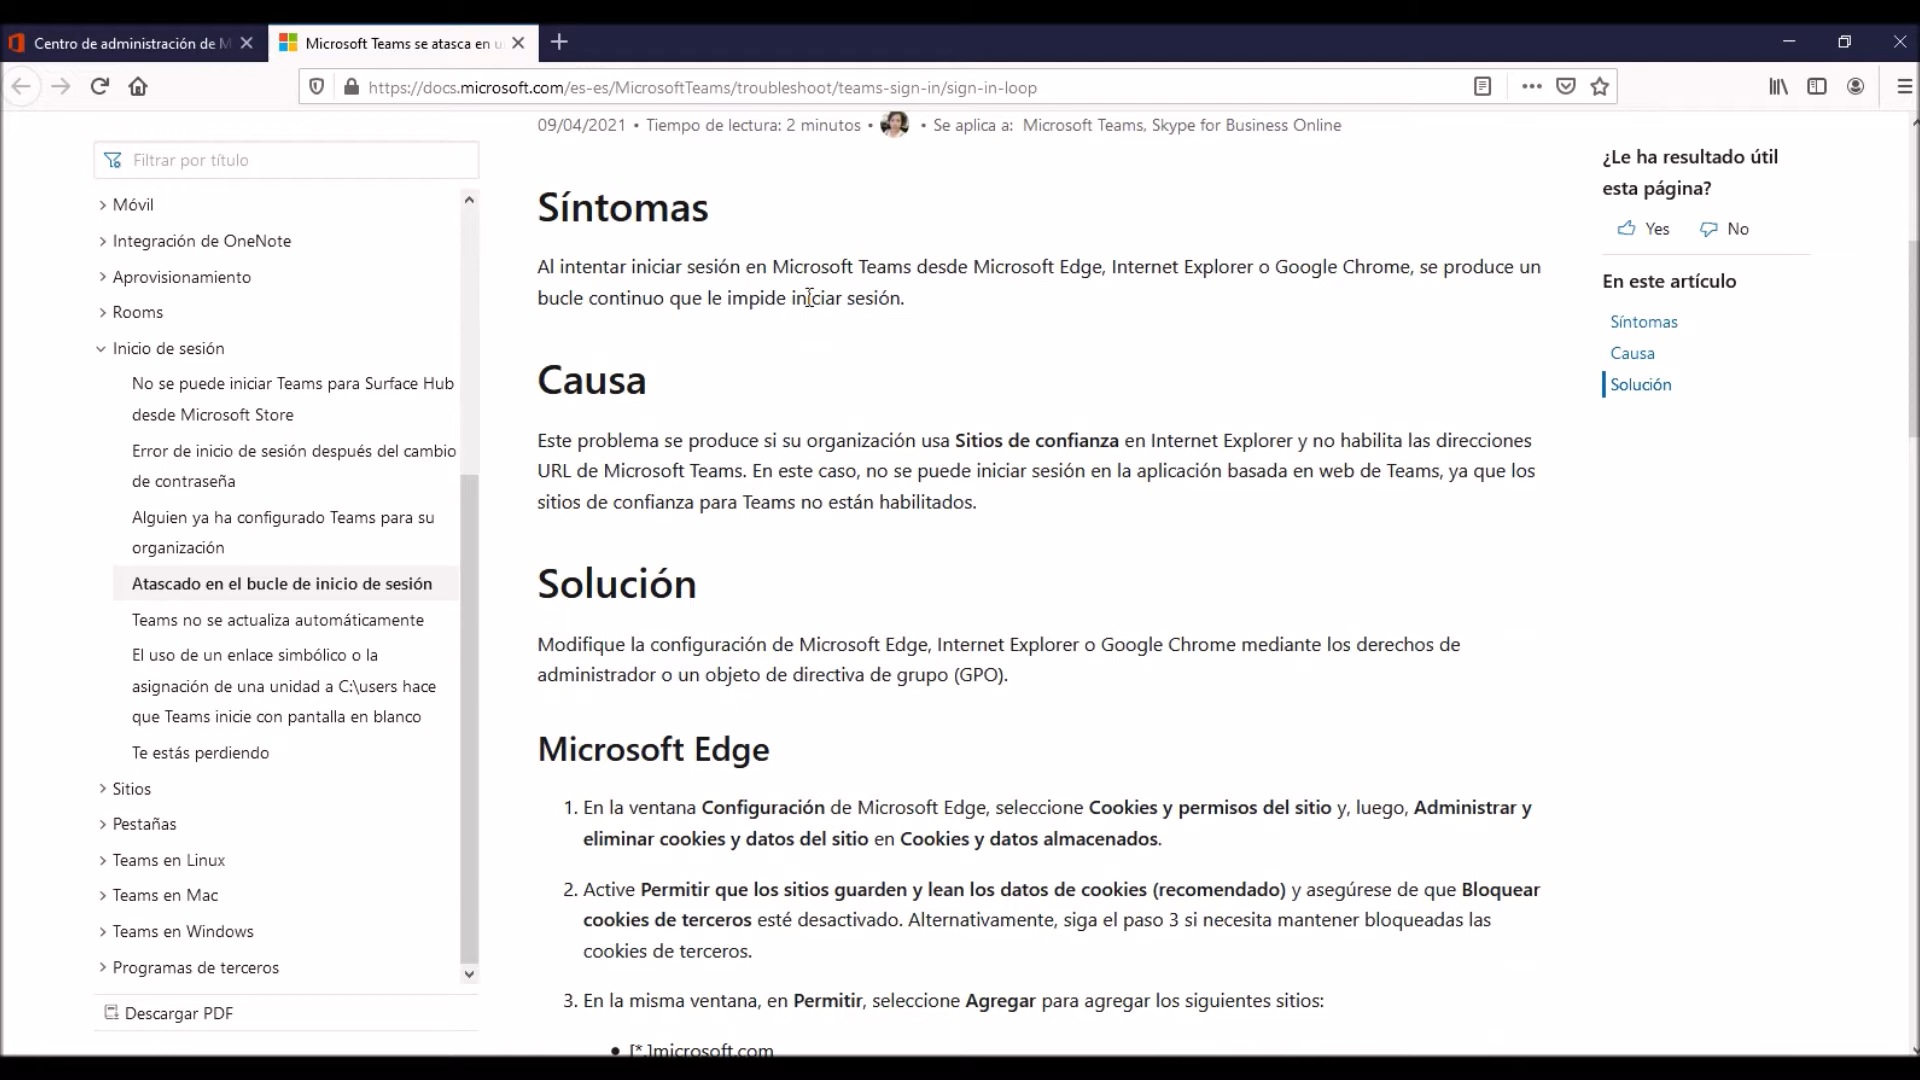 Centro de administración de M
Microsoft Teams se atasca en u
https://docs.microsoft.com/es-es/MicrosoftTeams/troubleshoot/teams-sign-in/sign-in-loop
Filtrar por título
Móvil
Integración de OneNote
Aprovisionamiento
Rooms
Inicio de sesión
No se puede iniciar Teams para Surface Hub
desde Microsoft Store
Error de inicio de sesión después del cambio
de contraseña
Alguien ya ha configurado Teams para su
organización
Atascado en el bucle de inicio de sesión
Teams no se actualiza automáticamente
El uso de un enlace simbólico o la
asignación de una unidad a C:\users hace
que Teams inicie con pantalla en blanco
Te estás perdiendo
Sitios
Pestañas
Teams en Linux
Teams en Mac
Teams en Windows
Programas de terceros
Descargar PDF
09/04/2021 • Tiempo de lectura: 2 minutos • • Se aplica a: Microsoft Teams, Skype for Business Online
Síntomas
Al intentar iniciar sesión en Microsoft Teams desde Microsoft Edge, Internet Explorer o Google Chrome, se produce un
bucle continuo que le impide iniciar sesión.
Causa
Este problema se produce si su organización usa Sitios de confianza en Internet Explorer y no habilita las direcciones
URL de Microsoft Teams. En este caso, no se puede iniciar sesión en la aplicación basada en web de Teams, ya que los
sitios de confianza para Teams no están habilitados.
Solución
Modifique la configuración de Microsoft Edge, Internet Explorer o Google Chrome mediante los derechos de
administrador o un objeto de directiva de grupo (GPO).
Microsoft Edge
1. En la ventana Configuración de Microsoft Edge, seleccione Cookies y permisos del sitio y, luego, Administrar y
eliminar cookies y datos del sitio en Cookies y datos almacenados.
2. Active Permitir que los sitios guarden y lean los datos de cookies (recomendado) y asegúrese de que Bloquear
cookies de terceros esté desactivado. Alternativamente, siga el paso 3 si necesita mantener bloqueadas las
cookies de terceros.
3. En la misma ventana, en Permitir, seleccione Agregar para agregar los siguientes sitios:
• [*.]microsoft.com
¿Le ha resultado útil
esta página?
Yes No
En este artículo
Síntomas
Causa
Solución